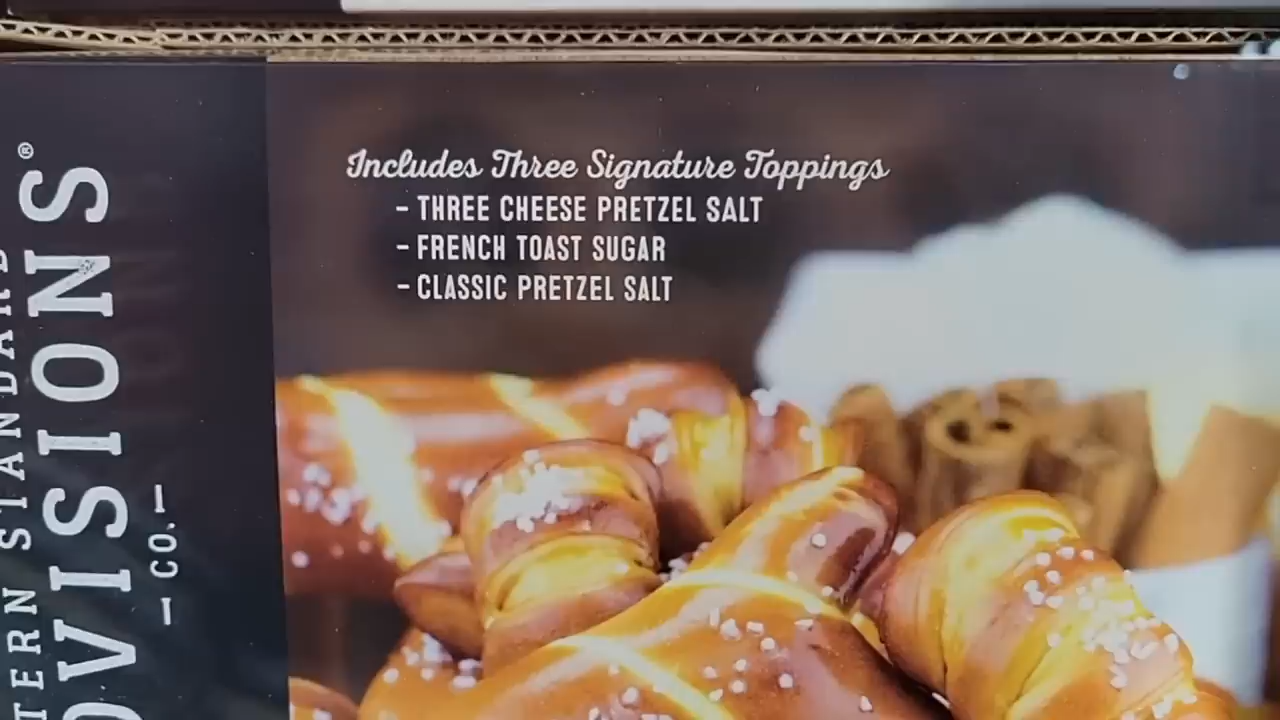 Includes Three Signature Toppings
- THREE CHEESE PRETZEL SALT
- FRENCH TOAST SUGAR
- CLASSIC PRETZEL SALT
TERN STANDARD
OVISIONS®
— CO. —